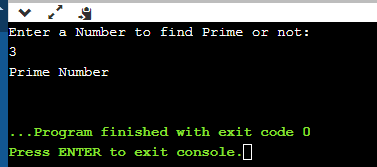 Enter a Number to find Prime or not:
3
Prime Number
...Program finished with exit code 0
Press ENTER to exit console.